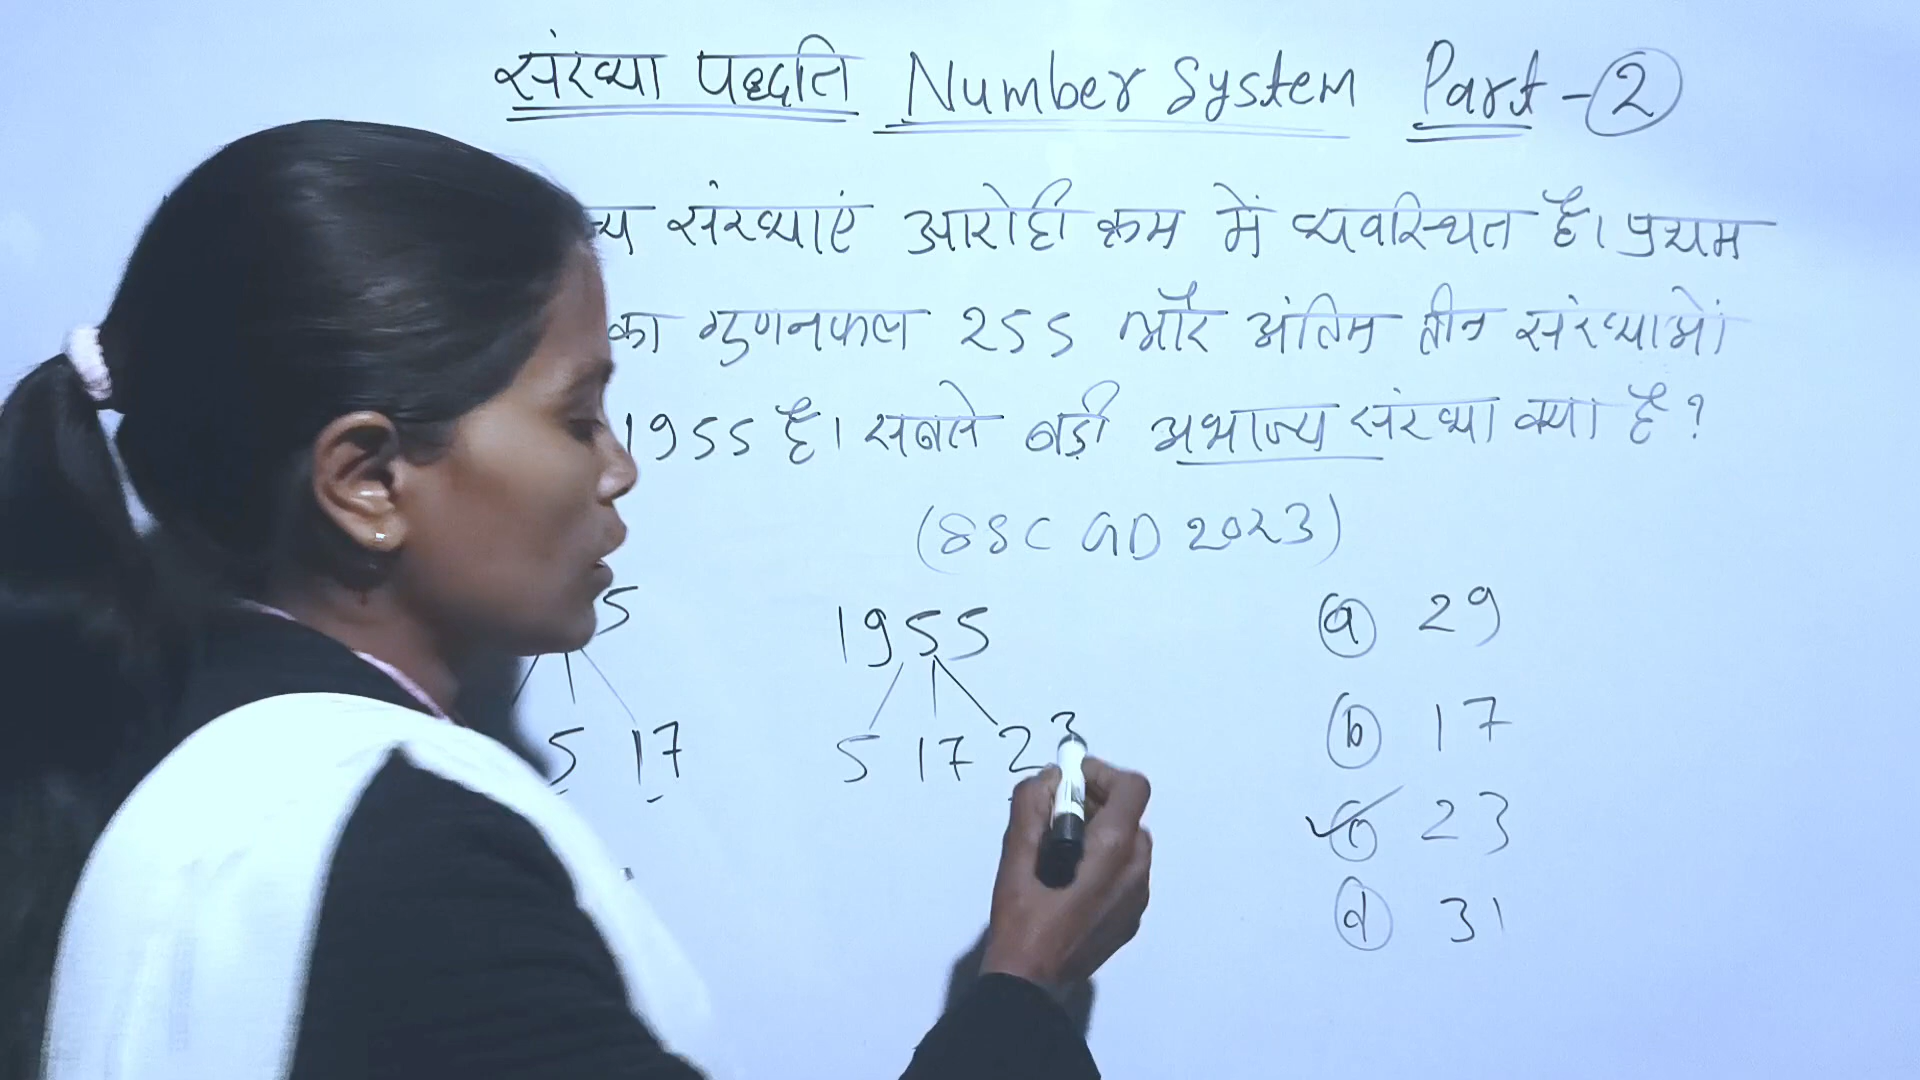 संख्या पद्धति Number System Part - 2
संख्याएं आरोही क्रम में व्यवस्थित है। प्रथम
का गुणनफल 255 और अंतिम तीन संख्याओं
1955 है। सबसे बड़ी अभाज्य संख्या क्या है?
(SSC GD 2023)
5 1955
5 17 5 17 23
(a) 29
(b) 17
(c) 23
(d) 31